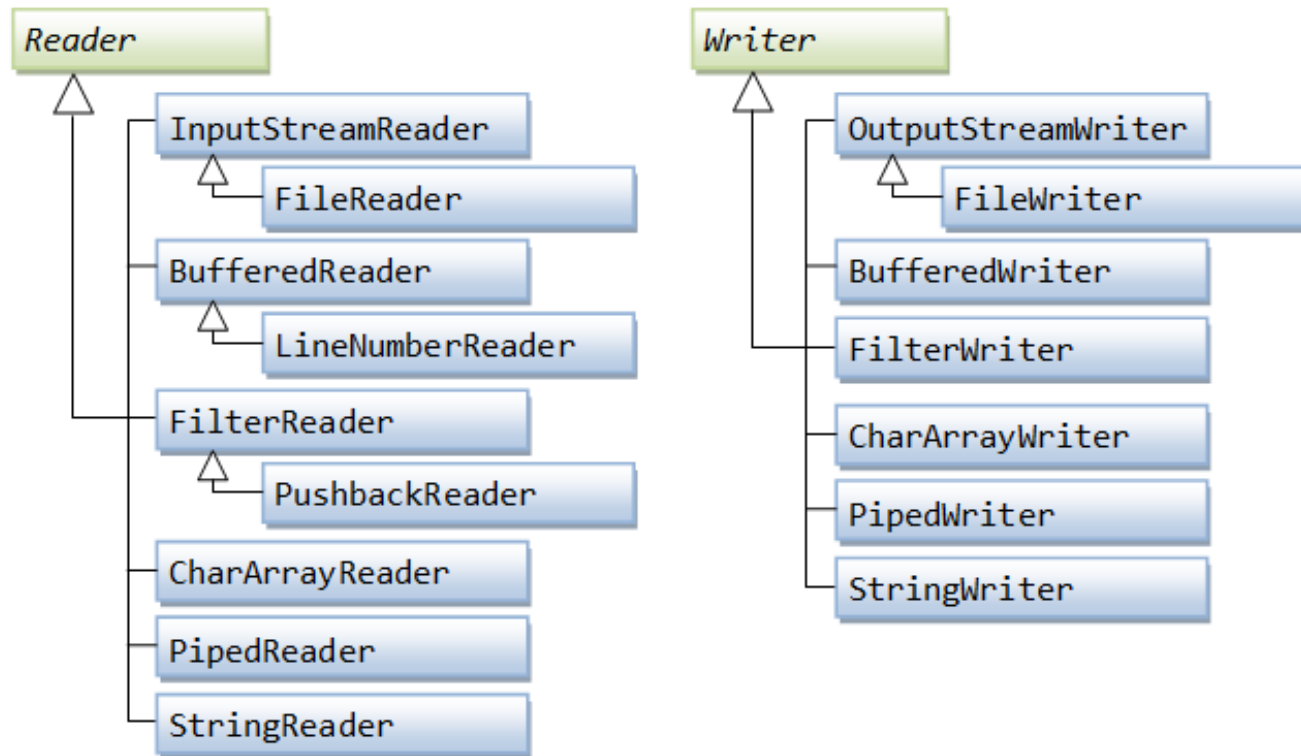 Reader
InputStreamReader
FileReader
BufferedReader
LineNumberReader
FilterReader
PushbackReader
CharArrayReader
PipedReader
StringReader
Writer
OutputStreamWriter
FileWriter
BufferedWriter
FilterWriter
CharArrayWriter
PipedWriter
StringWriter